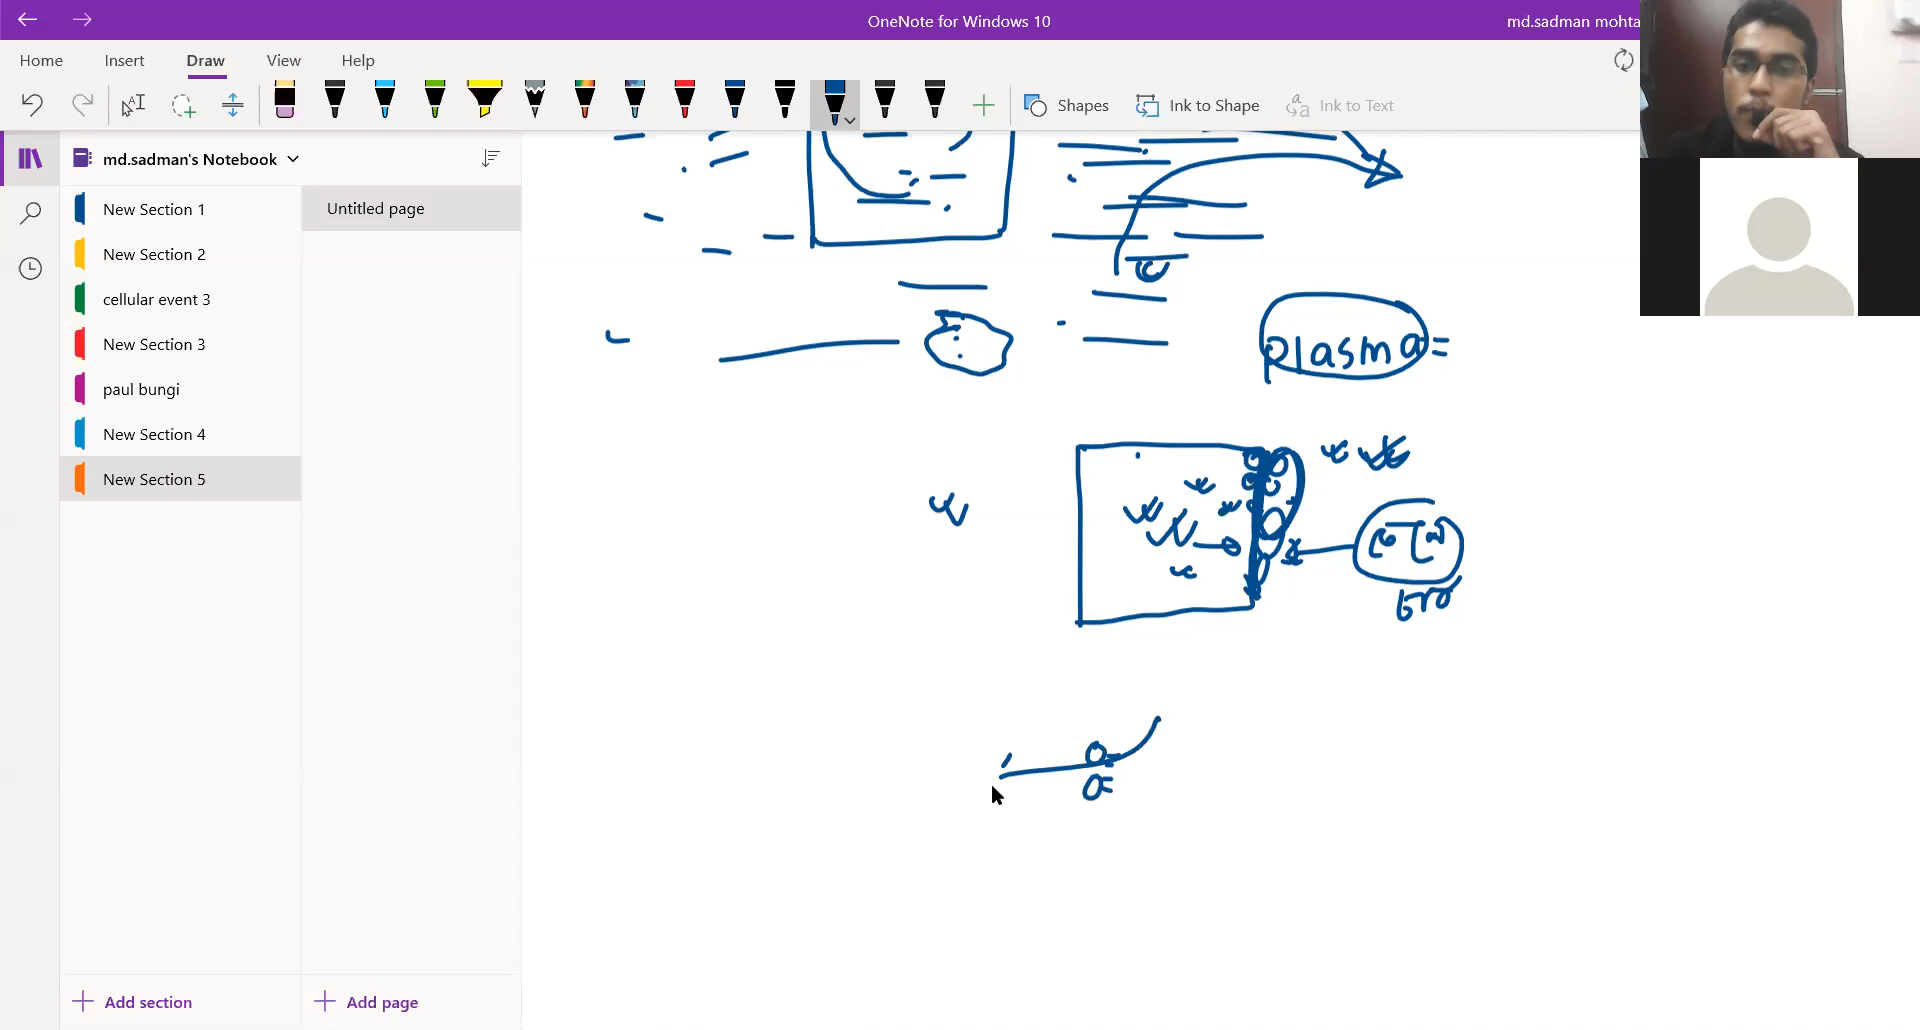 OneNote for Windows 10
md.sadman mohta
Home Insert Draw View Help
Shapes Ink to Shape Ink to Text
md.sadman's Notebook
New Section 1
New Section 2
cellular event 3
New Section 3
paul bungi
New Section 4
New Section 5
Untitled page
plasma=
Add section
Add page